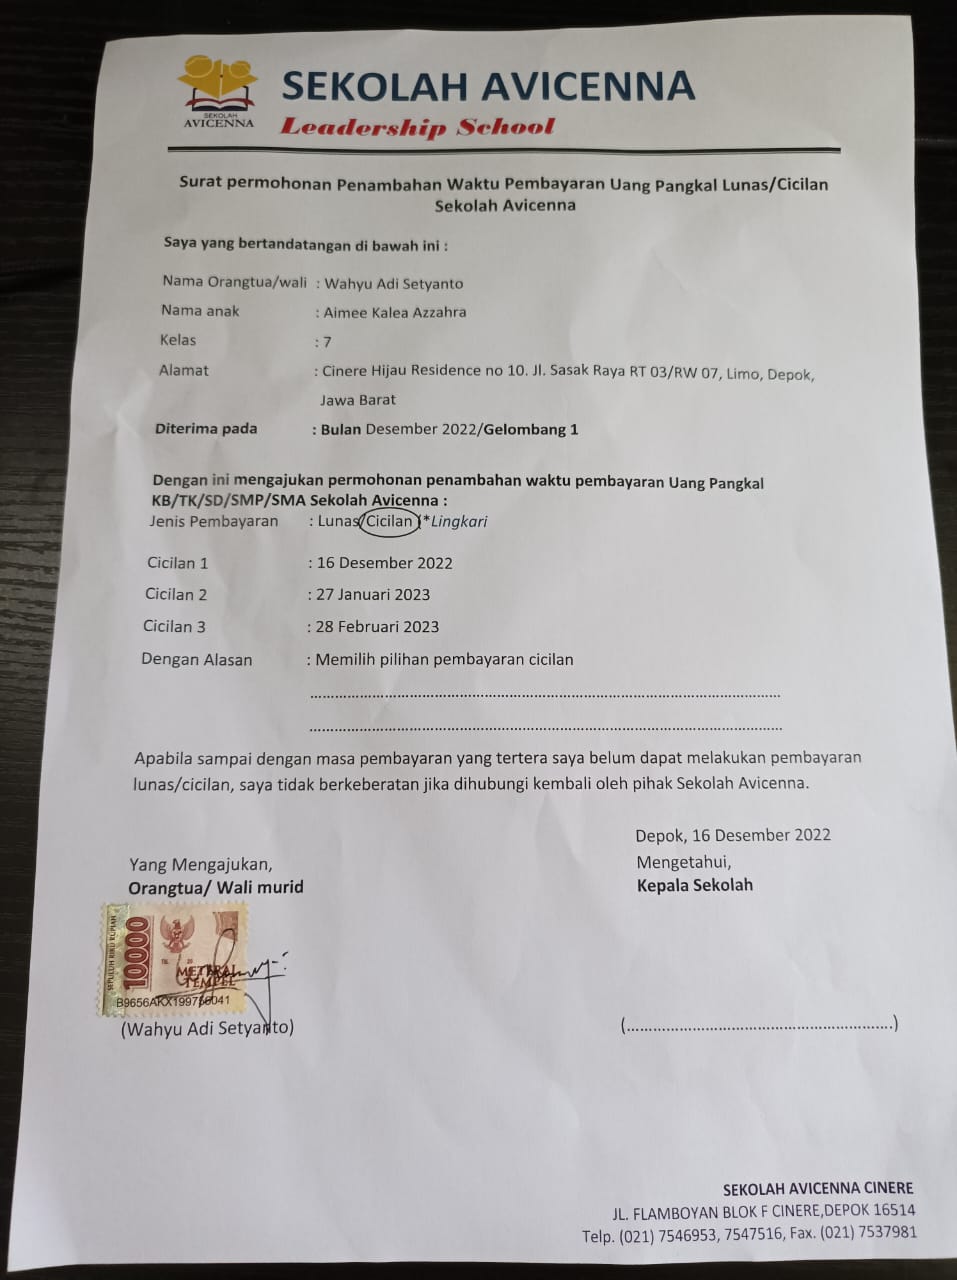 SEKOLAH
AVICENNA
SEKOLAH AVICENNA
Leadership School
Surat permohonan Penambahan Waktu Pembayaran Uang Pangkal Lunas/Cicilan
Sekolah Avicenna
Saya yang bertandatangan di bawah ini :
Nama Orangtua/wali : Wahyu Adi Setyanto
Nama anak : Aimee Kalea Azzahra
Kelas : 7
Alamat : Cinere Hijau Residence no 10. Jl. Sasak Raya RT 03/RW 07, Limo, Depok,
Jawa Barat
Diterima pada : Bulan Desember 2022/Gelombang 1
Dengan ini mengajukan permohonan penambahan waktu pembayaran Uang Pangkal
KB/TK/SD/SMP/SMA Sekolah Avicenna :
Jenis Pembayaran : Lunas/Cicilan (*Lingkari
Cicilan 1 : 16 Desember 2022
Cicilan 2 : 27 Januari 2023
Cicilan 3 : 28 Februari 2023
Dengan Alasan : Memilih pilihan pembayaran cicilan
Apabila sampai dengan masa pembayaran yang tertera saya belum dapat melakukan pembayaran
lunas/cicilan, saya tidak berkeberatan jika dihubungi kembali oleh pihak Sekolah Avicenna.
Depok, 16 Desember 2022
Yang Mengajukan, Mengetahui,
Orangtua/ Wali murid Kepala Sekolah
SEPULUH RIBU RUPIAH
10000
METERAI
TEMPEL
(Wahyu Adi Setyanto) (..........................................................)
SEKOLAH AVICENNA CINERE
JL. FLAMBOYAN BLOK F CINERE,DEPOK 16514
Telp. (021) 7546953, 7547516, Fax. (021) 7537981